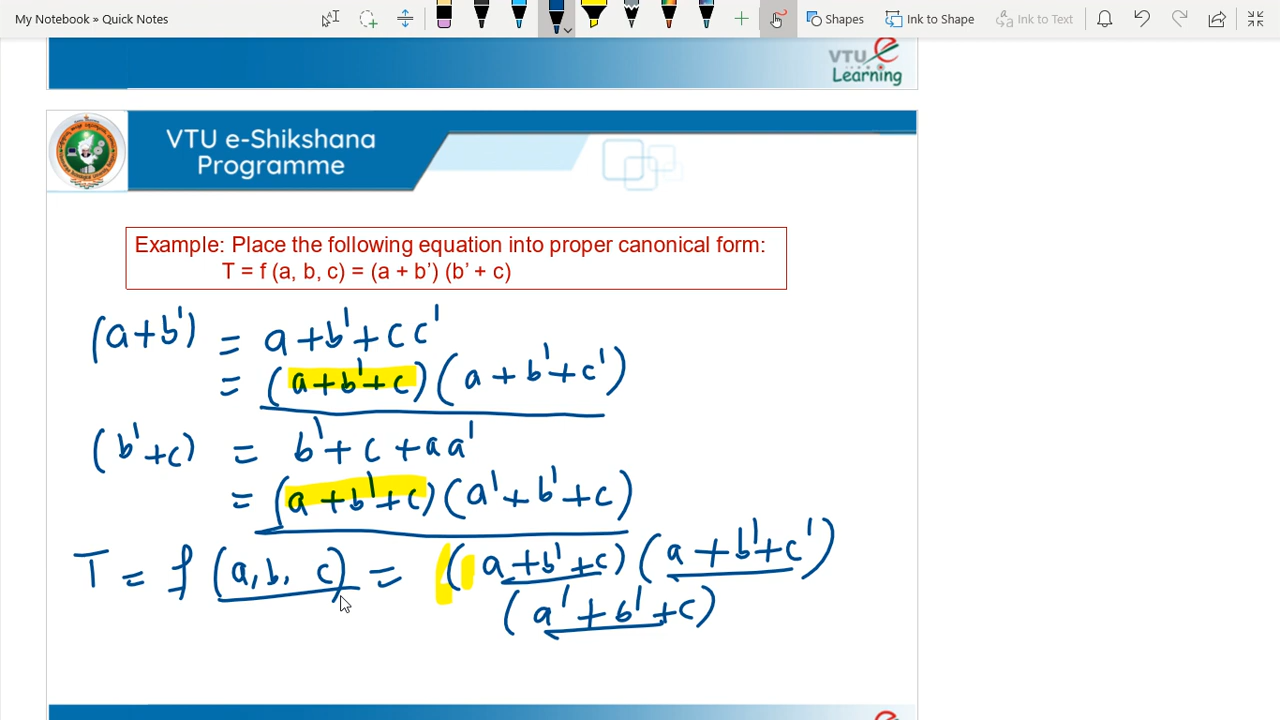 My Notebook » Quick Notes
Shapes
Ink to Shape
Ink to Text
VTU e
Learning
VTU e-Shikshana
Programme
Example: Place the following equation into proper canonical form:
T = f (a, b, c) = (a + b’) (b’ + c)
(a+b') = a+b'+cc'
= (a+b'+c)(a+b'+c')
(b'+c) = b'+c+aa'
= (a+b'+c)(a'+b'+c)
T = f (a,b, c) = (a+b'+c)(a+b'+c')
(a'+b'+c)